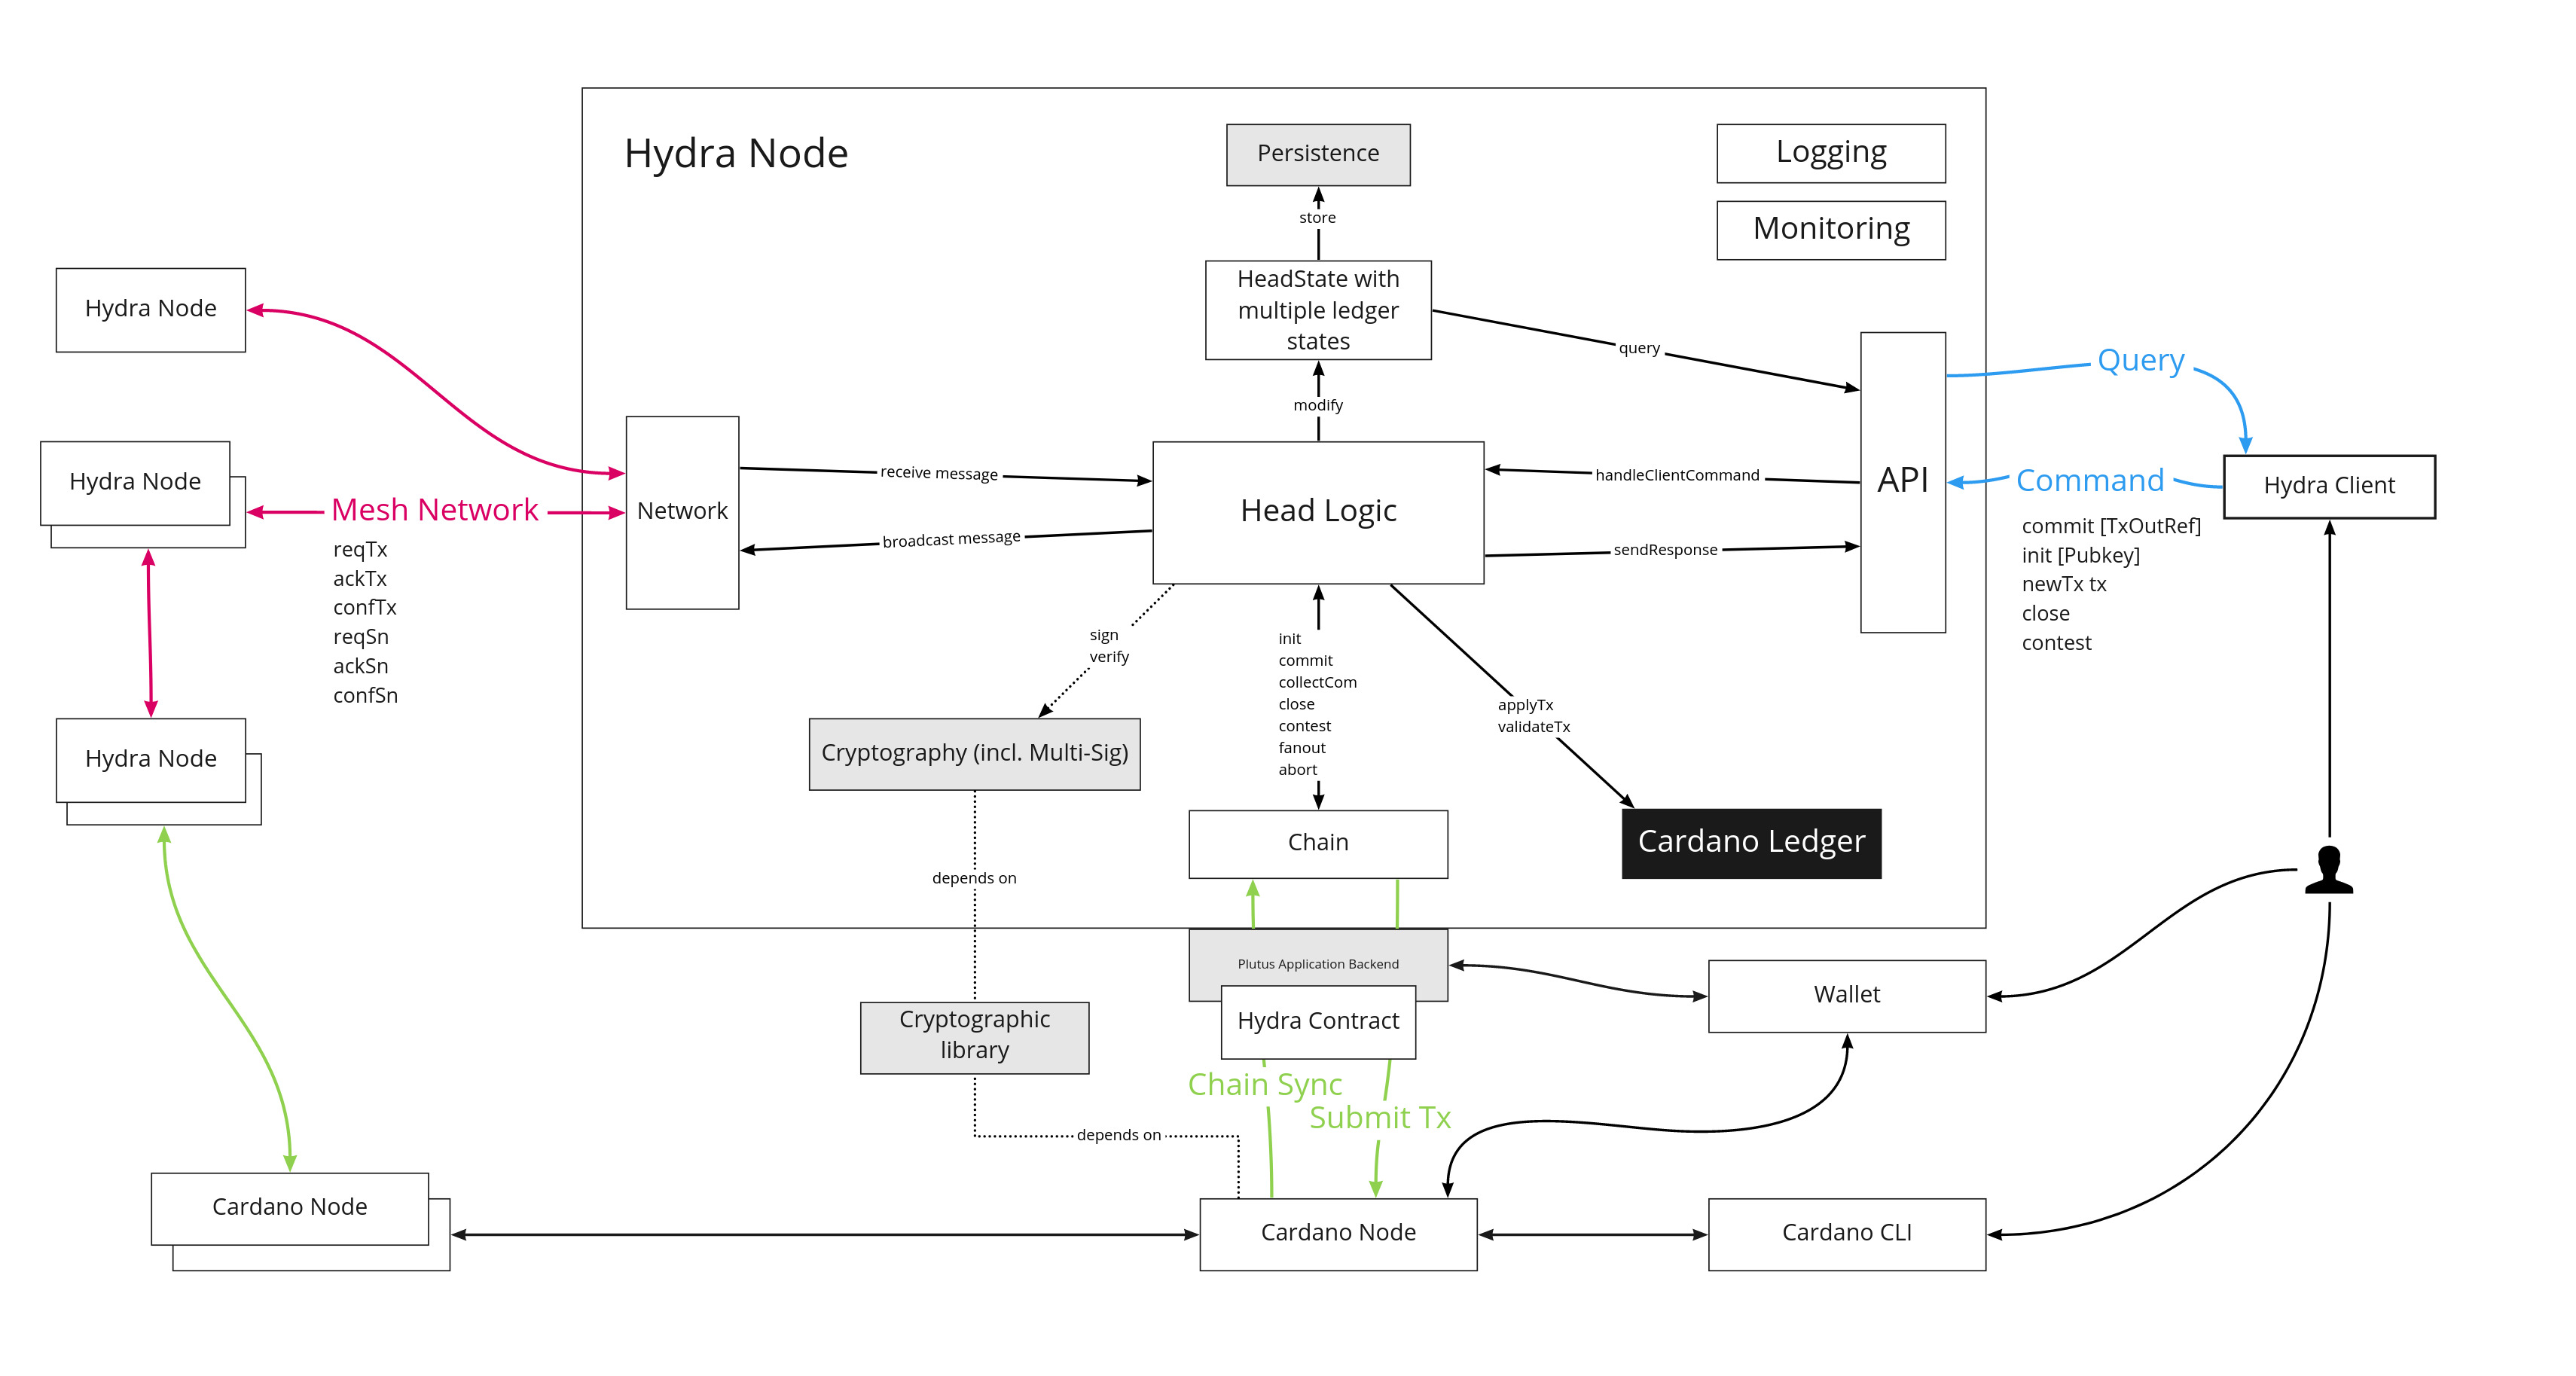 Hydra Node
Persistence
Logging
Monitoring
store
HeadState with
multiple ledger
states
query
modify
Hydra Node
Hydra Node
Mesh Network
reqTx
ackTx
confTx
reqSn
ackSn
confSn
Hydra Node
Network
receive message
broadcast message
Head Logic
handleClientCommand
sendResponse
API
Query
Command
commit [TxOutRef]
init [Pubkey]
newTx tx
close
contest
Hydra Client
sign
verify
init
commit
collectCom
close
contest
fanout
abort
applyTx
validateTx
Cryptography (incl. Multi-Sig)
Chain
Cardano Ledger
depends on
Plutus Application Backend
Hydra Contract
Wallet
Cryptographic
library
Chain Sync
Submit Tx
depends on
Cardano Node
Cardano Node
Cardano CLI